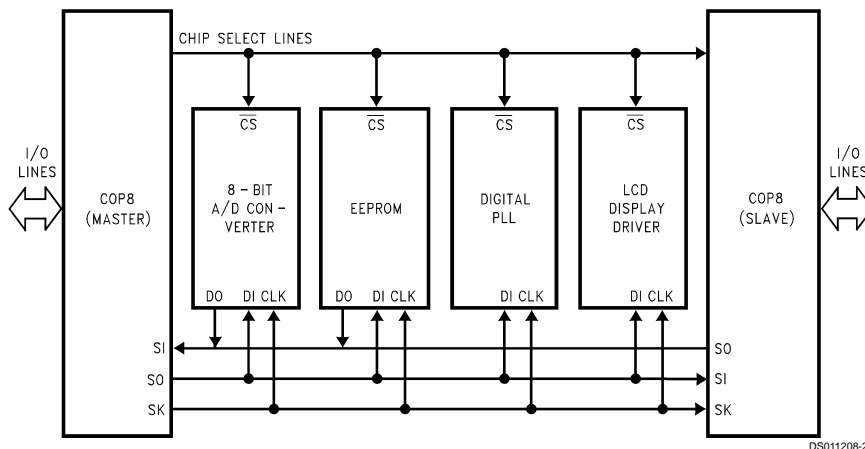 CHIP SELECT LINES
I/O
LINES
COP8
(MASTER)
CS
8 - BIT
A/D CON -
VERTER
DO DI CLK
CS
EEPROM
DO DI CLK
CS
DIGITAL
PLL
DI CLK
CS
LCD
DISPLAY
DRIVER
DI CLK
COP8
(SLAVE)
I/O
LINES
SI
SO
SK
SO
SI
SK
DS011208-2